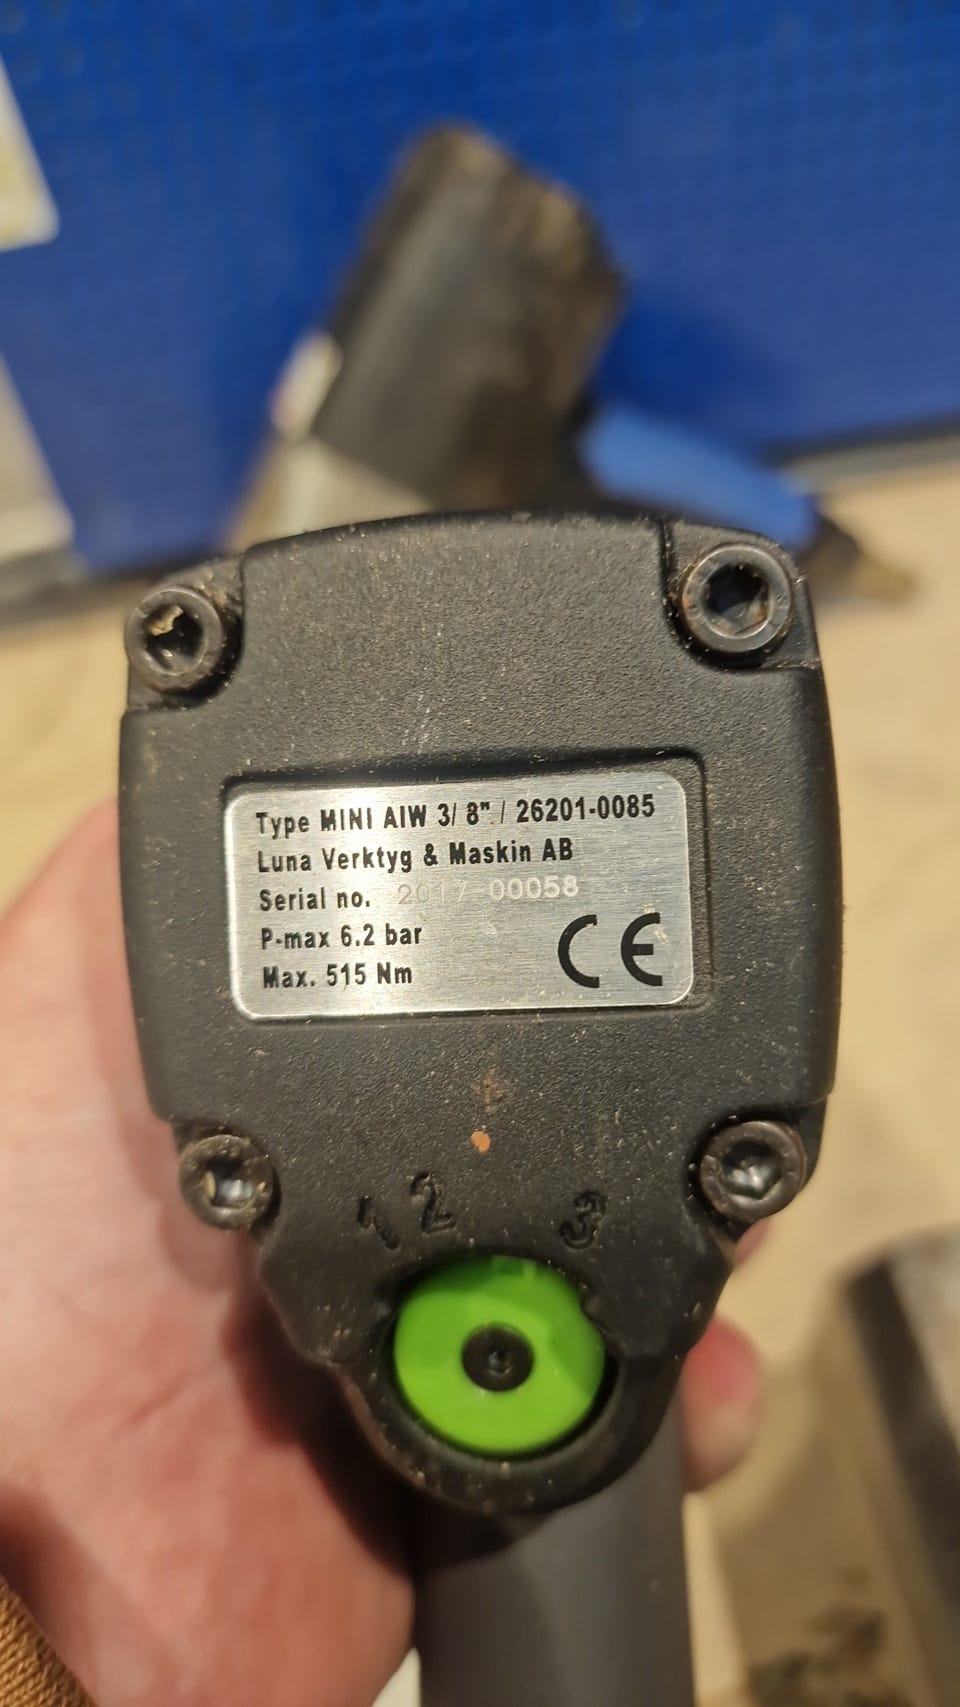 Type MINI AIW 3/ 8" / 26201-0085
Luna Verktyg & Maskin AB
Serial no. 2017-00058
P-max 6.2 bar
Max. 515 Nm
CE
1 2 3